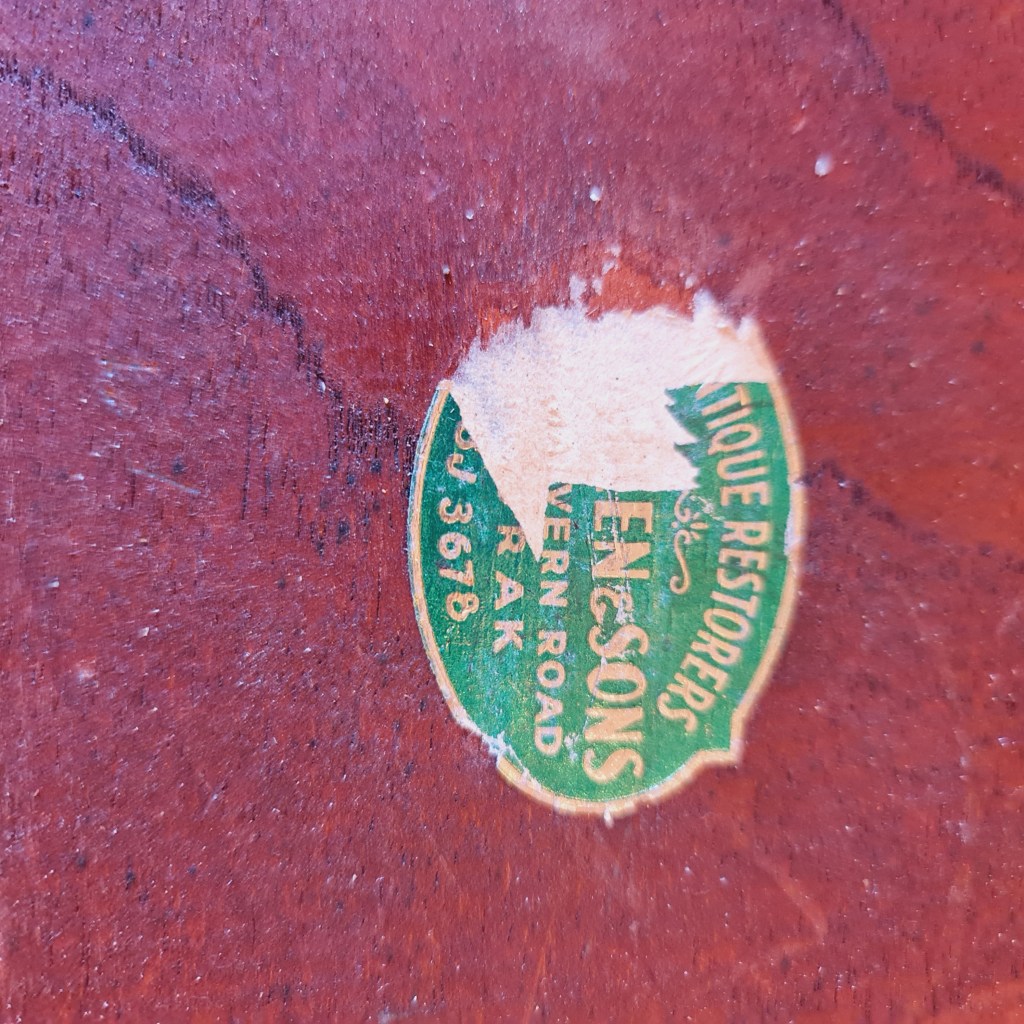 TIQUE RESTORERS
EN & SONS
VERN ROAD
RAK
J 3678